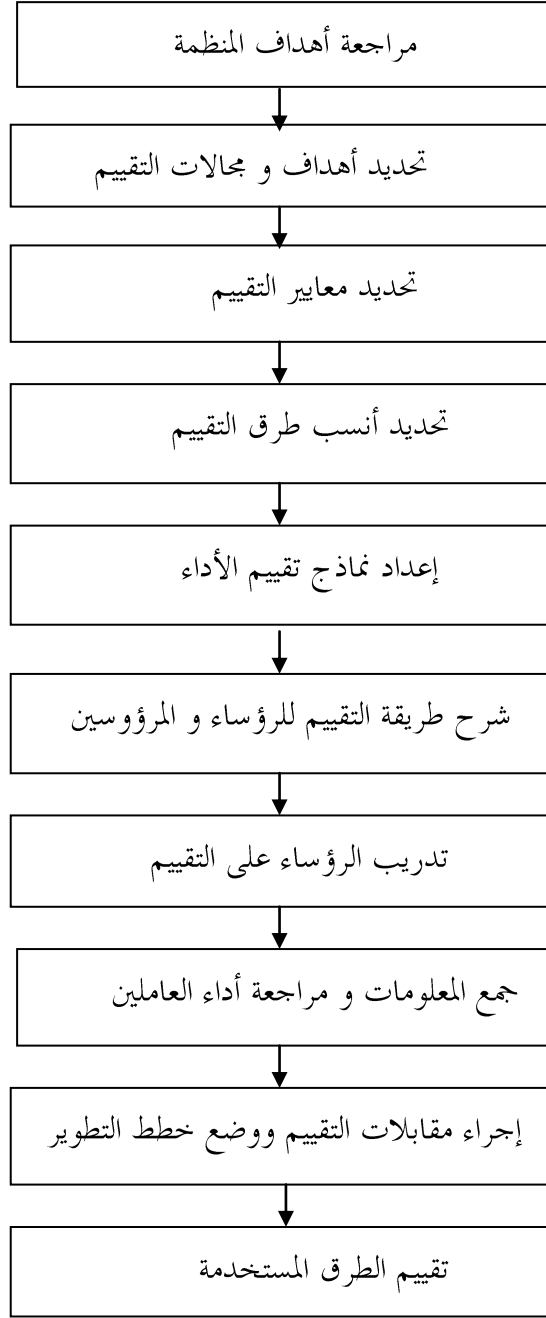 مراجعة أهداف المنظمة
تحديد أهداف و مجالات التقييم
تحديد معايير التقييم
تحديد أنسب طرق التقييم
إعداد نماذج تقييم الأداء
شرح طريقة التقييم للرؤساء و المرؤوسين
تدريب الرؤساء على التقييم
جمع المعلومات و مراجعة أداء العاملين
إجراء مقابلات التقييم ووضع خطط التطوير
تقييم الطرق المستخدمة